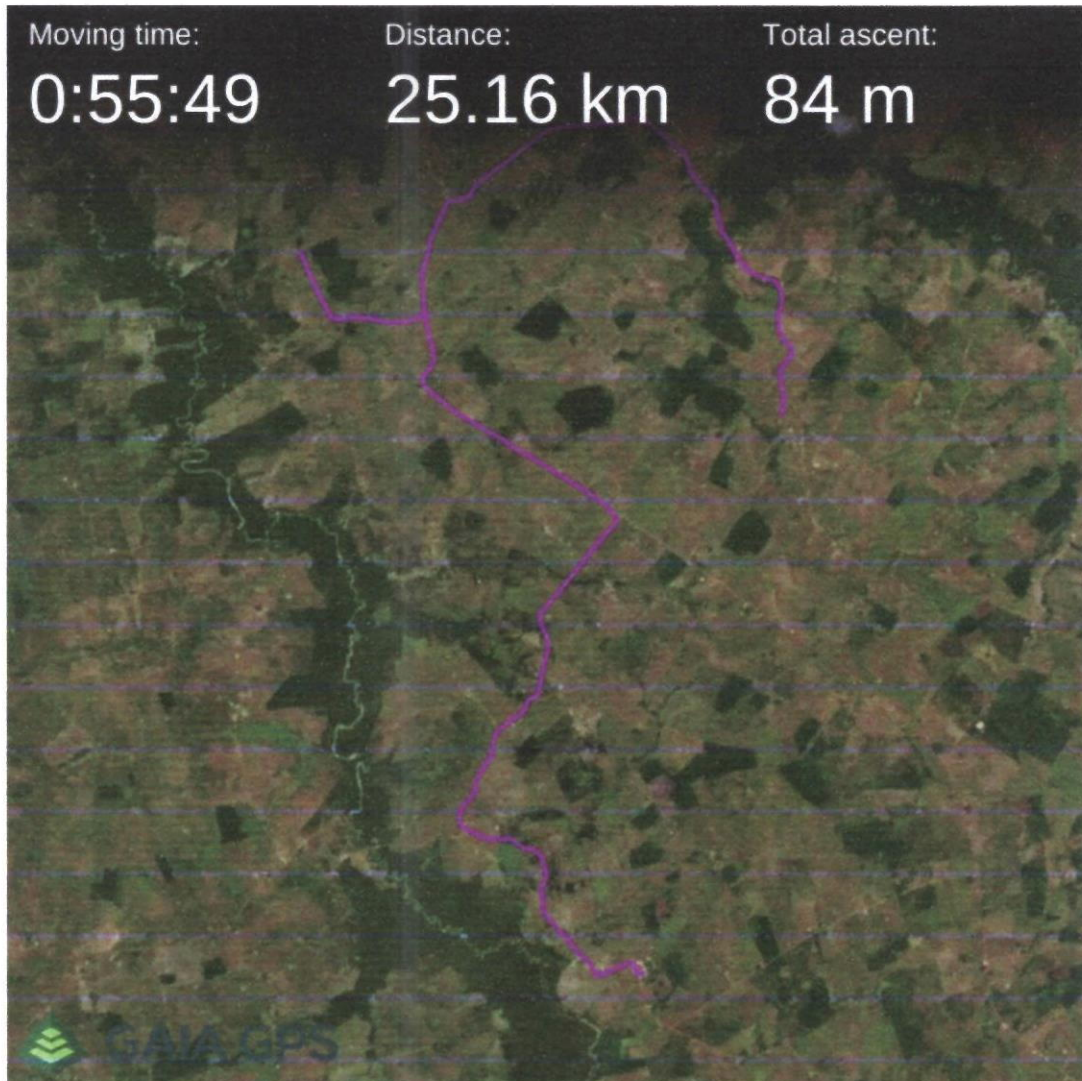 Moving time:
Distance:
Total ascent:
0:55:49
25.16 km
84 m
GAIA GPS